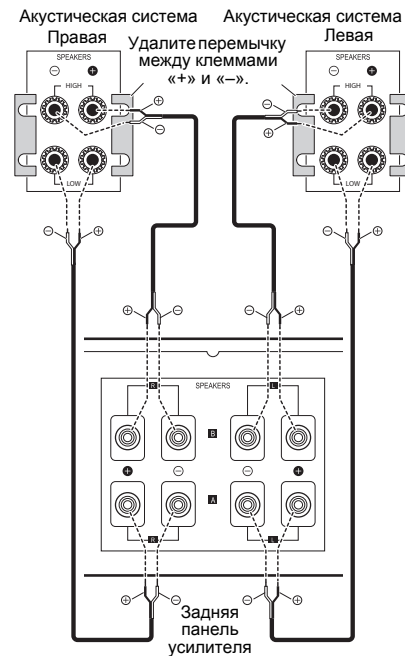 Акустическая система
Правая
Акустическая система
Левая
Удалите перемычку
между клеммами
«+» и «–».
SPEAKERS
⊖ ⊕
HIGH
LOW
SPEAKERS
⊖ ⊕
HIGH
LOW
⊕
⊖
⊖
⊕
⊖ ⊕
⊖ ⊕
⊕ ⊖
⊖ ⊕
R SPEAKERS L
B
⊕ ⊖ ⊖ ⊕
A
R L
⊕ ⊖
⊖ ⊕
Задняя
панель
усилителя